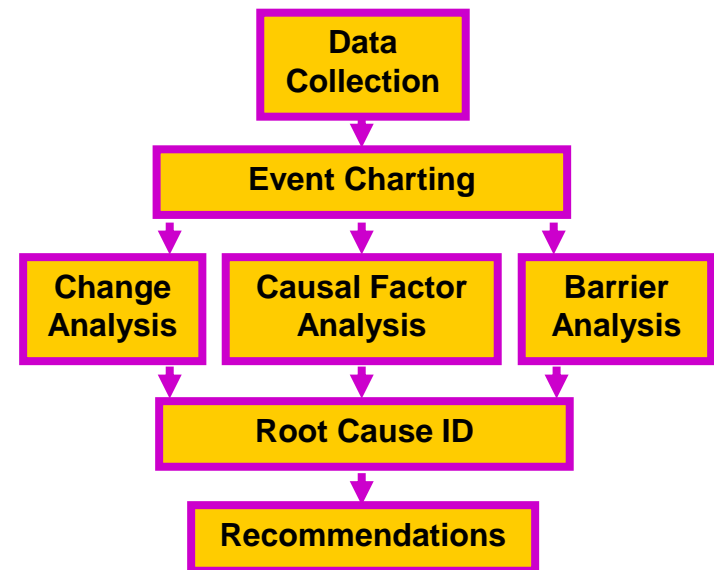 Data
Collection
Event Charting
Change
Analysis
Causal Factor
Analysis
Barrier
Analysis
Root Cause ID
Recommendations